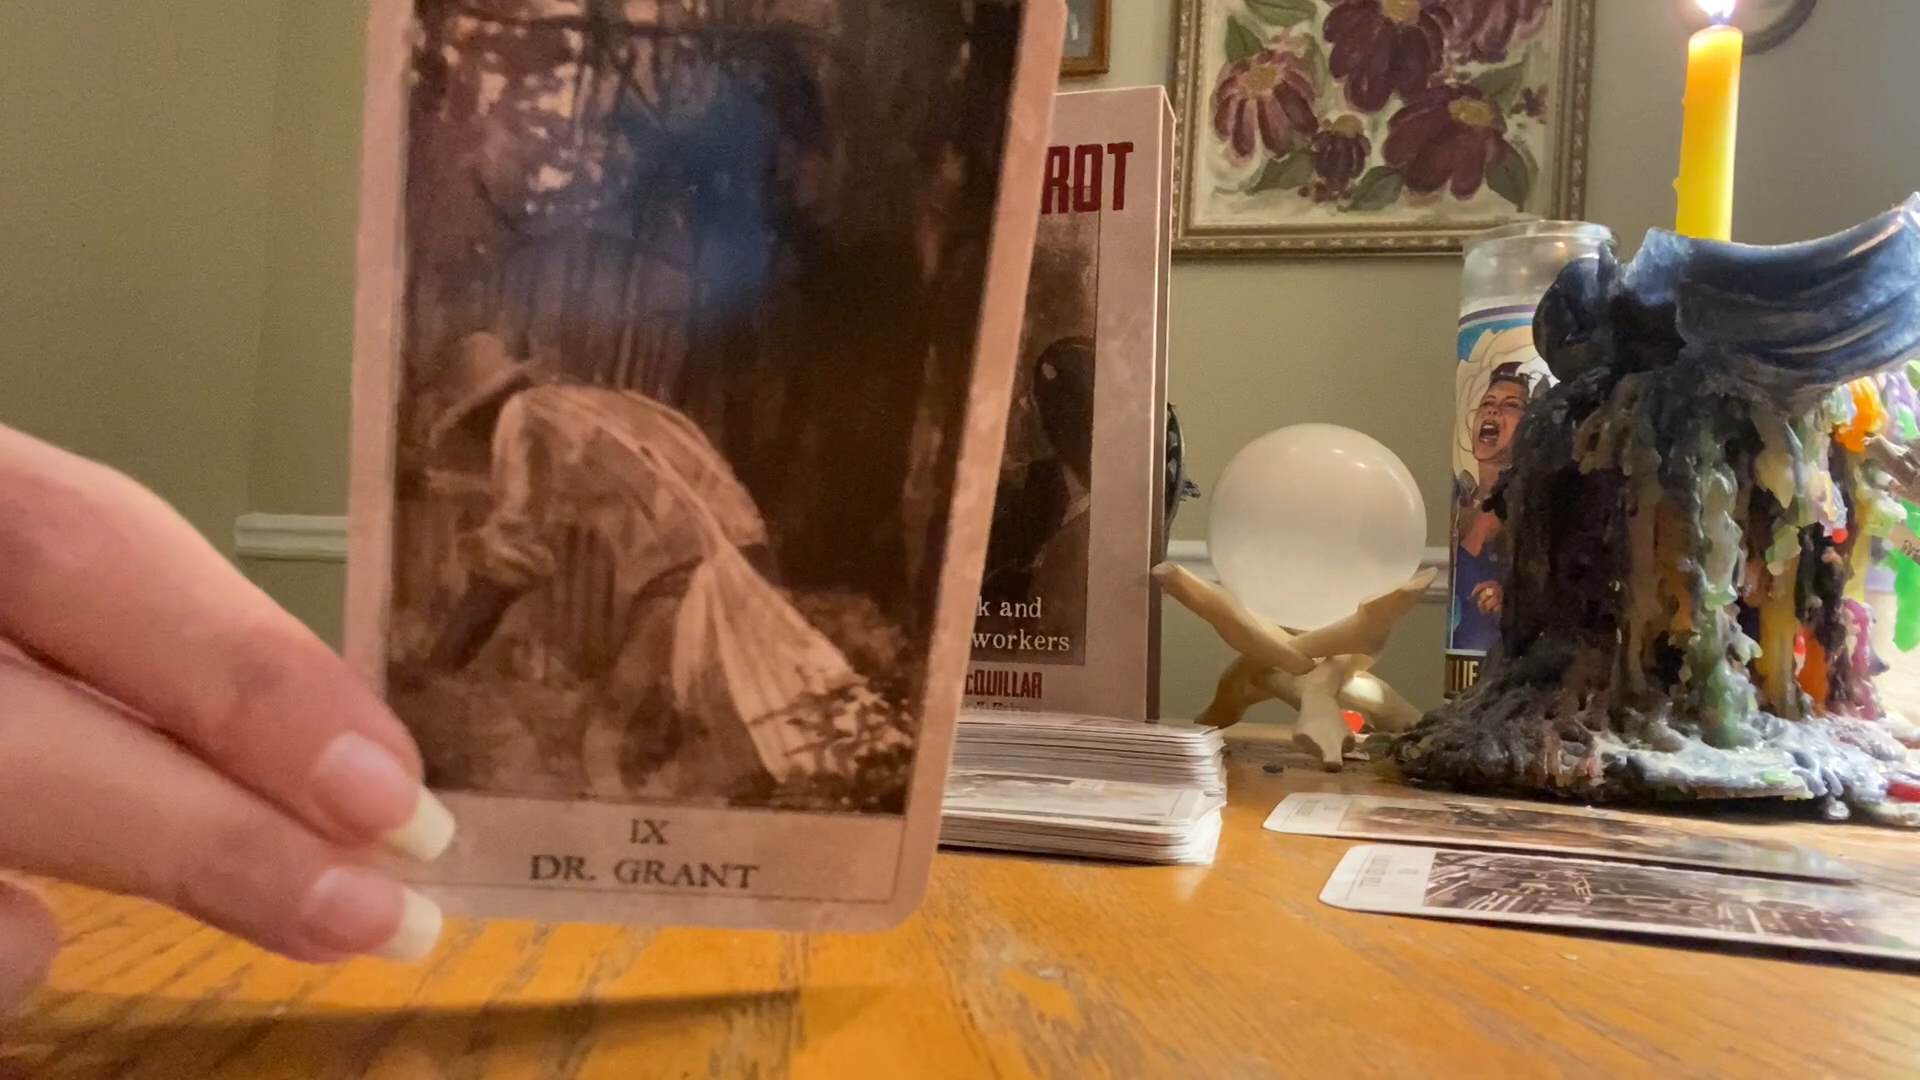 IX
DR. GRANT
ROT
k and
workers
cQUILLAR